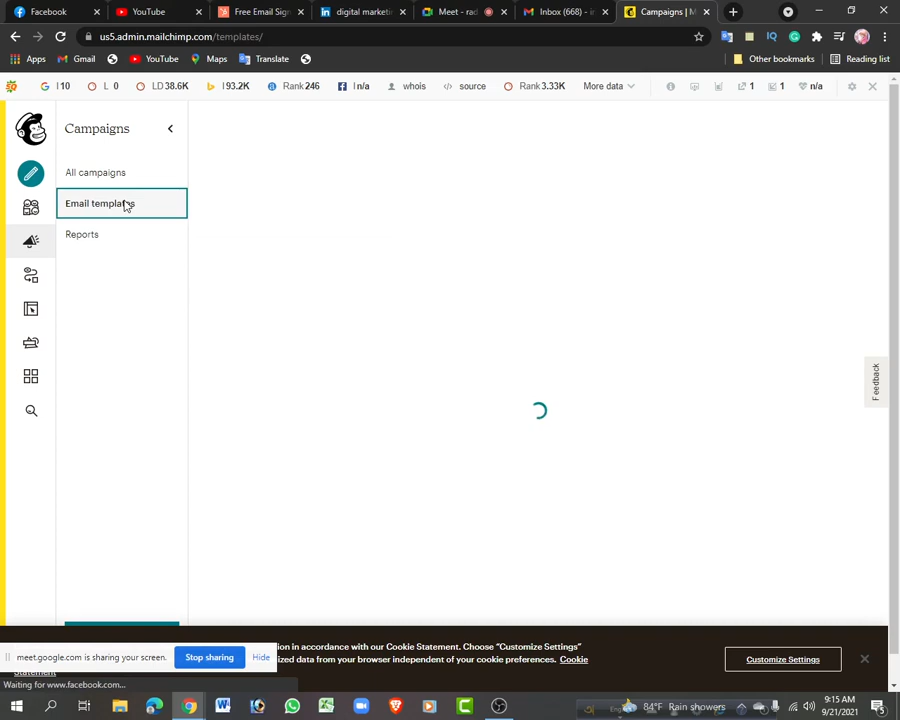 Facebook
YouTube
Free Email Sign
digital marketi
Meet - rad
Inbox (668) - i
Campaigns | M
us5.admin.mailchimp.com/templates/
Apps
Gmail
YouTube
Maps
Translate
Other bookmarks
Reading list
I 10
L 0
LD 38.6K
I 93.2K
Rank 246
I n/a
whois
source
Rank 3.33K
More data
1
1
n/a
Campaigns
All campaigns
Email templates
Reports
Feedback
tion in accordance with our Cookie Statement. Choose "Customize Settings"
ized data from your browser independent of your cookie preferences. Cookie
Statement
Customize Settings
meet.google.com is sharing your screen.
Stop sharing
Hide
Waiting for www.facebook.com...
84°F Rain showers
9:15 AM
9/21/2021
5